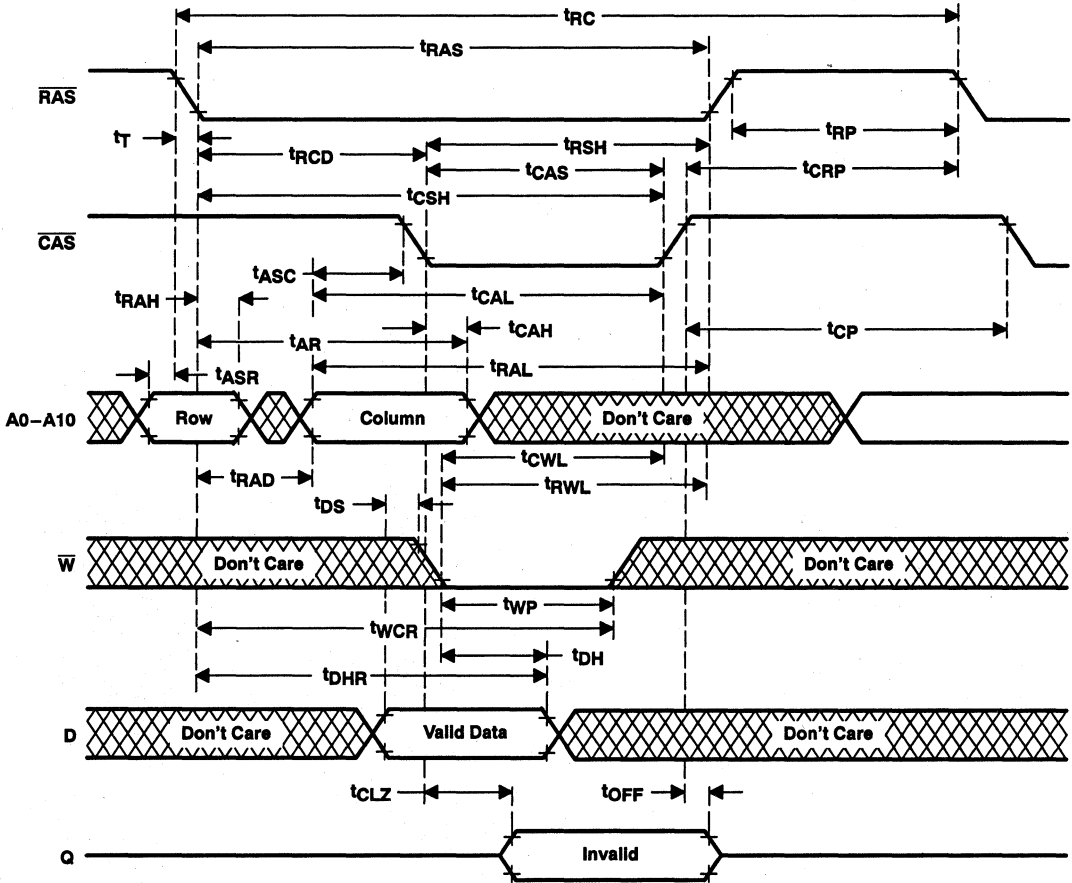 tRC
tRAS
RAS
tT
tRP
tRCD
tRSH
tCAS
tCRP
tCSH
CAS
tASC
tCAL
tRAH
tCAH
tCP
tAR
tRAL
tASR
A0–A10
Row
Column
Don't Care
tCWL
tRAD
tRWL
tDS
W
Don't Care
Don't Care
tWP
tWCR
tDH
tDHR
D
Don't Care
Valid Data
Don't Care
tCLZ
tOFF
Q
Invalid